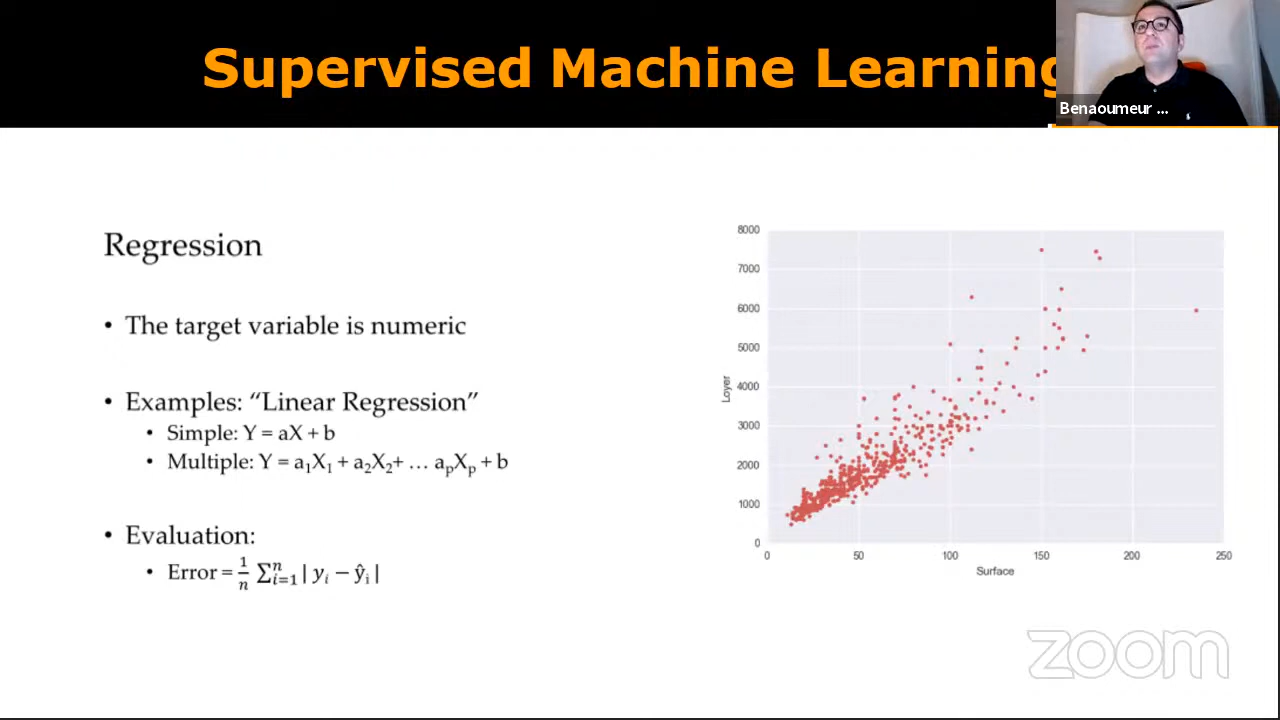 Supervised Machine Learning
Benaoumeur ...
Regression
• The target variable is numeric
• Examples: “Linear Regression”
• Simple: Y = aX + b
• Multiple: Y = a₁X₁ + a₂X₂+ … aₚXₚ + b
• Evaluation:
• Error = 1/n ∑ⁿᵢ₌₁ | yᵢ − ŷᵢ |
8000
7000
6000
5000
4000
3000
2000
1000
0
Loyer
0 50 100 150 200 250
Surface
zoom